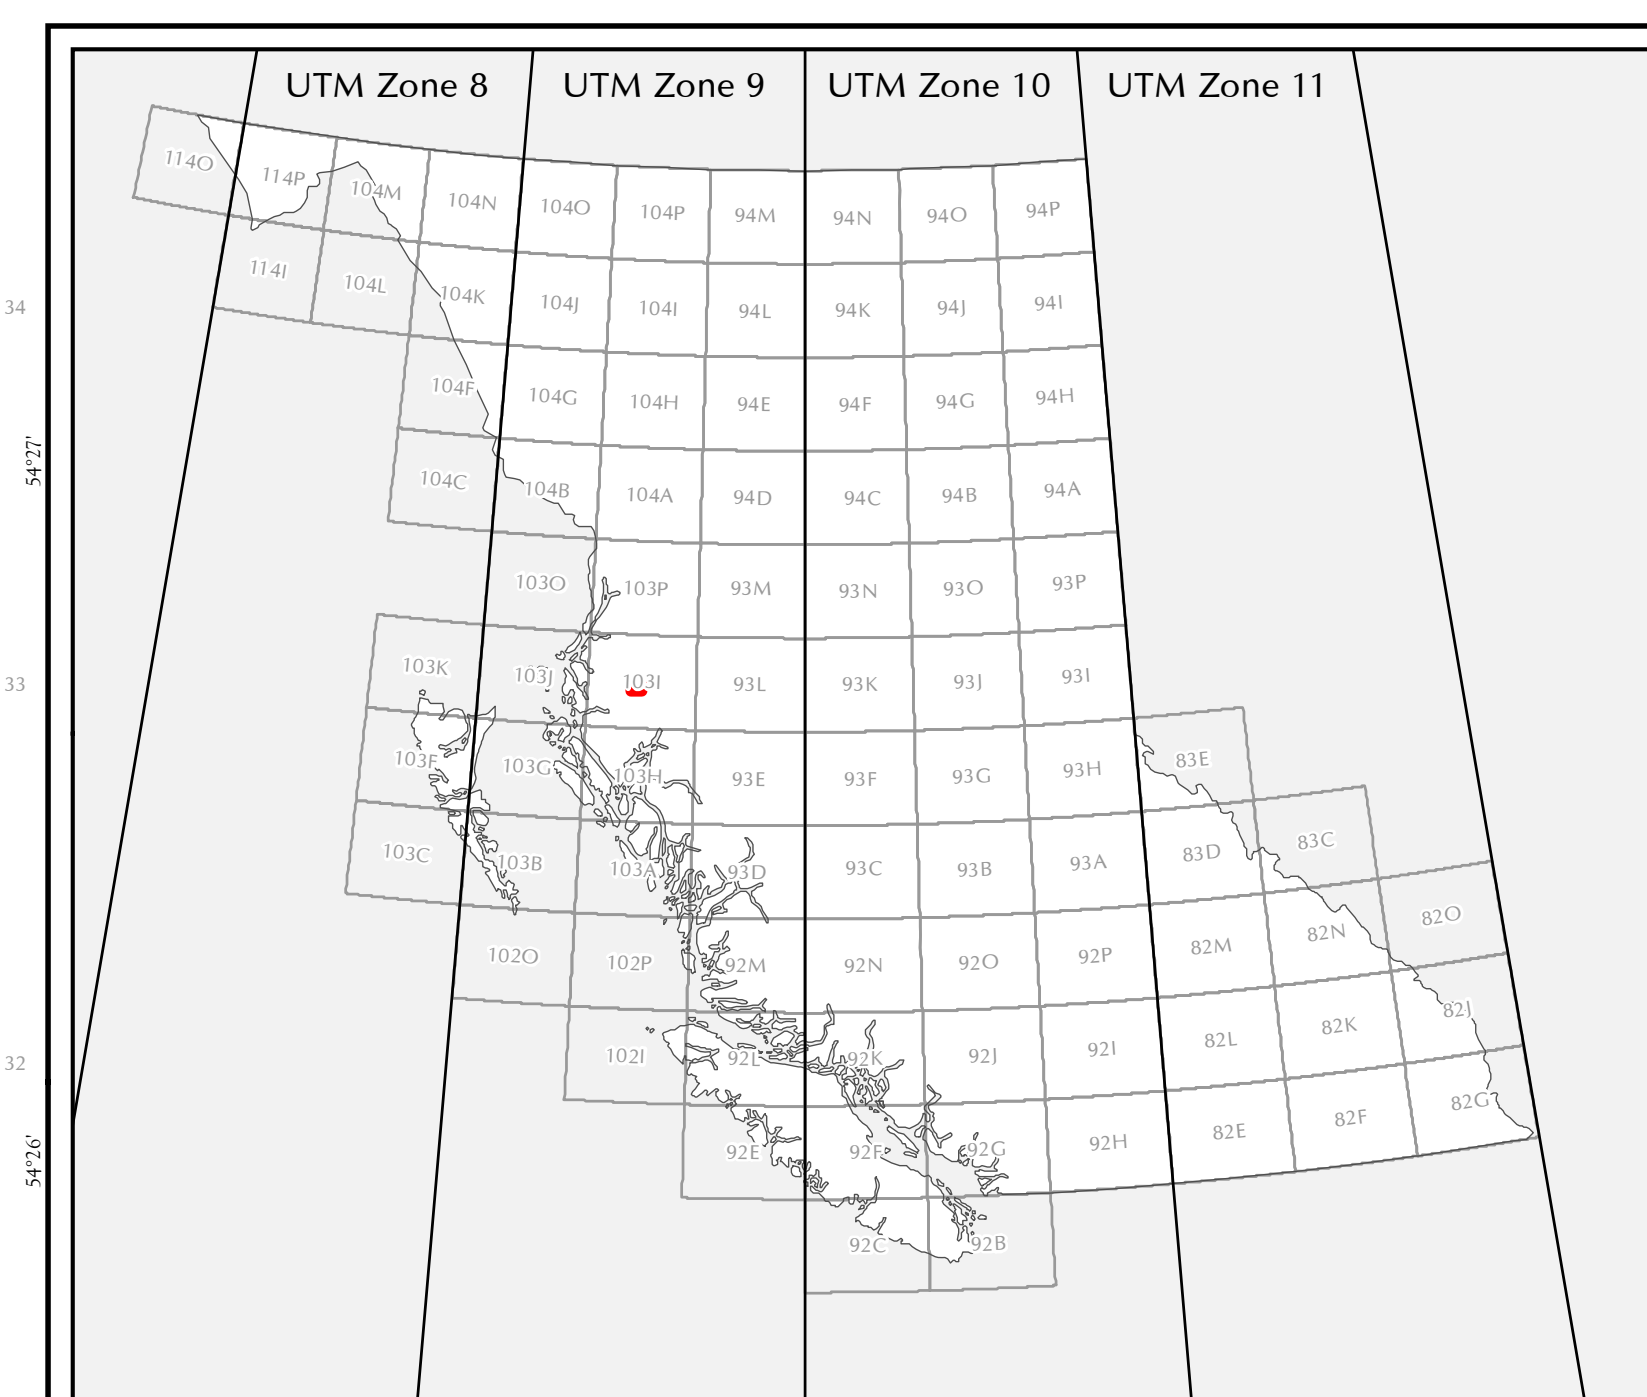 UTM Zone 8 UTM Zone 9 UTM Zone 10 UTM Zone 11
114O 114P 104M 104N 104O 104P 94M 94N 94O 94P
114I 104L 104K 104J 104I 94L 94K 94J 94I
34
104F 104G 104H 94E 94F 94G 94H
54°27'
104C 104B 104A 94D 94C 94B 94A
103O 103P 93M 93N 93O 93P
33
103K 103J 103I 93L 93K 93J 93I
103F 103G 103H 93E 93F 93G 93H 83E
103C 103B 103A 93D 93C 93B 93A 83D 83C
102O 102P 92M 92N 92O 92P 82M 82N 82O
32
102I 92L 92K 92J 92I 82L 82K 82J
54°26'
92E 92F 92G 92H 82E 82F 82G
92C 92B